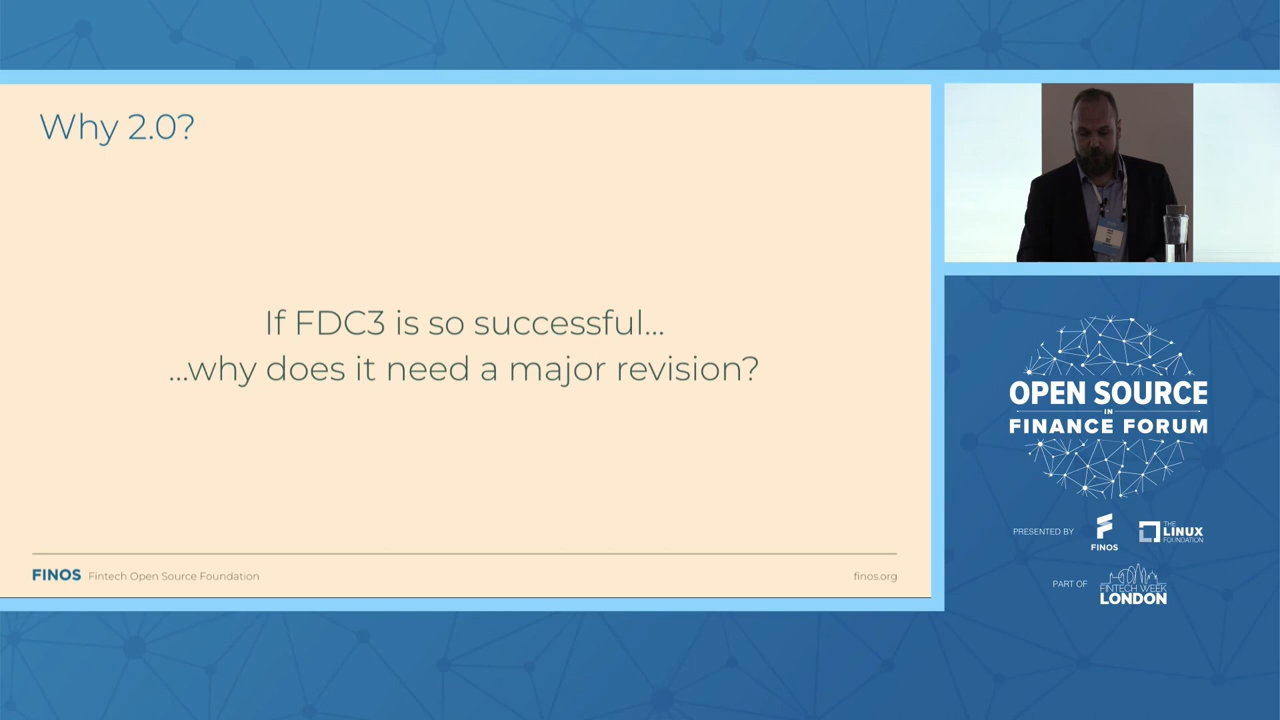 Why 2.0?
If FDC3 is so successful...
...why does it need a major revision?
FINOS Fintech Open Source Foundation
finos.org
OPEN SOURCE
IN
FINANCE FORUM
PRESENTED BY
FINOS
THE
LINUX
FOUNDATION
PART OF
FINTECH WEEK
LONDON